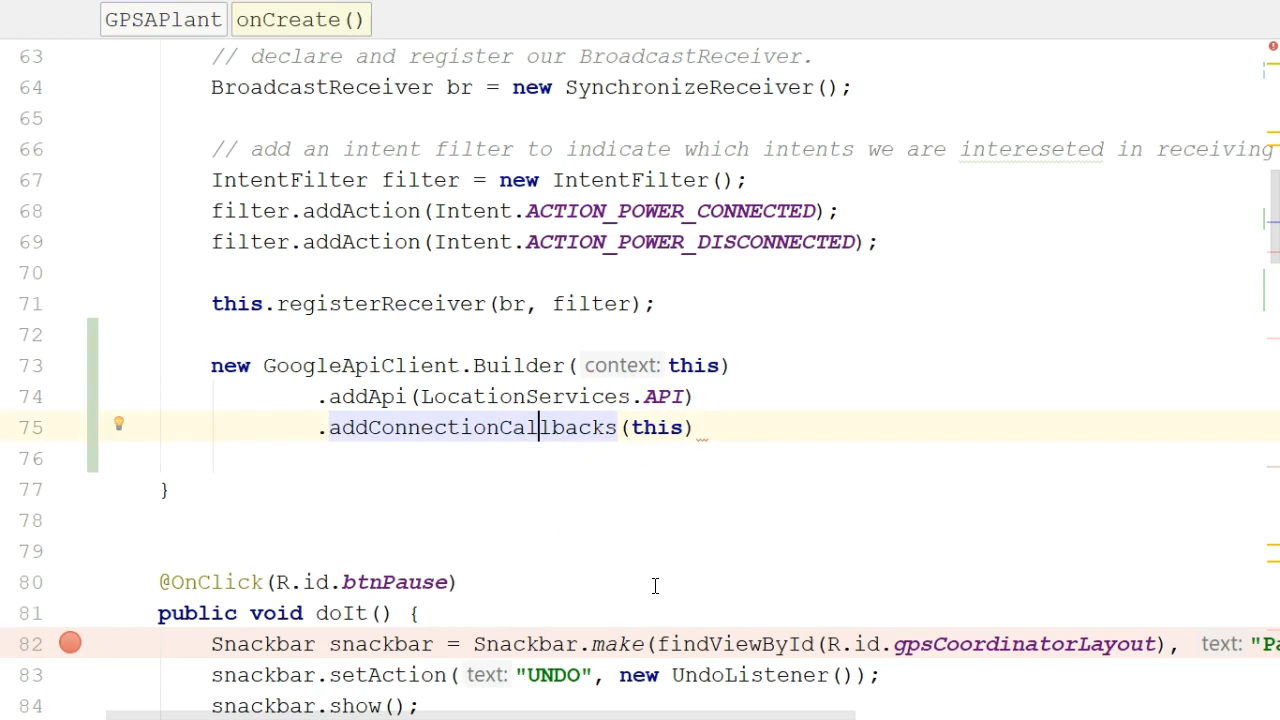 GPSAPlant onCreate()
63 // declare and register our BroadcastReceiver.
64 BroadcastReceiver br = new SynchronizeReceiver();
65
66 // add an intent filter to indicate which intents we are intereseted in receiving
67 IntentFilter filter = new IntentFilter();
68 filter.addAction(Intent.ACTION_POWER_CONNECTED);
69 filter.addAction(Intent.ACTION_POWER_DISCONNECTED);
70
71 this.registerReceiver(br, filter);
72
73 new GoogleApiClient.Builder( context: this)
74 .addApi(LocationServices.API)
75 .addConnectionCallbacks(this)
76
77 }
78
79
80 @OnClick(R.id.btnPause)
81 public void doIt() {
82 Snackbar snackbar = Snackbar.make(findViewById(R.id.gpsCoordinatorLayout), text: "Pa
83 snackbar.setAction( text: "UNDO", new UndoListener());
84 snackbar.show();